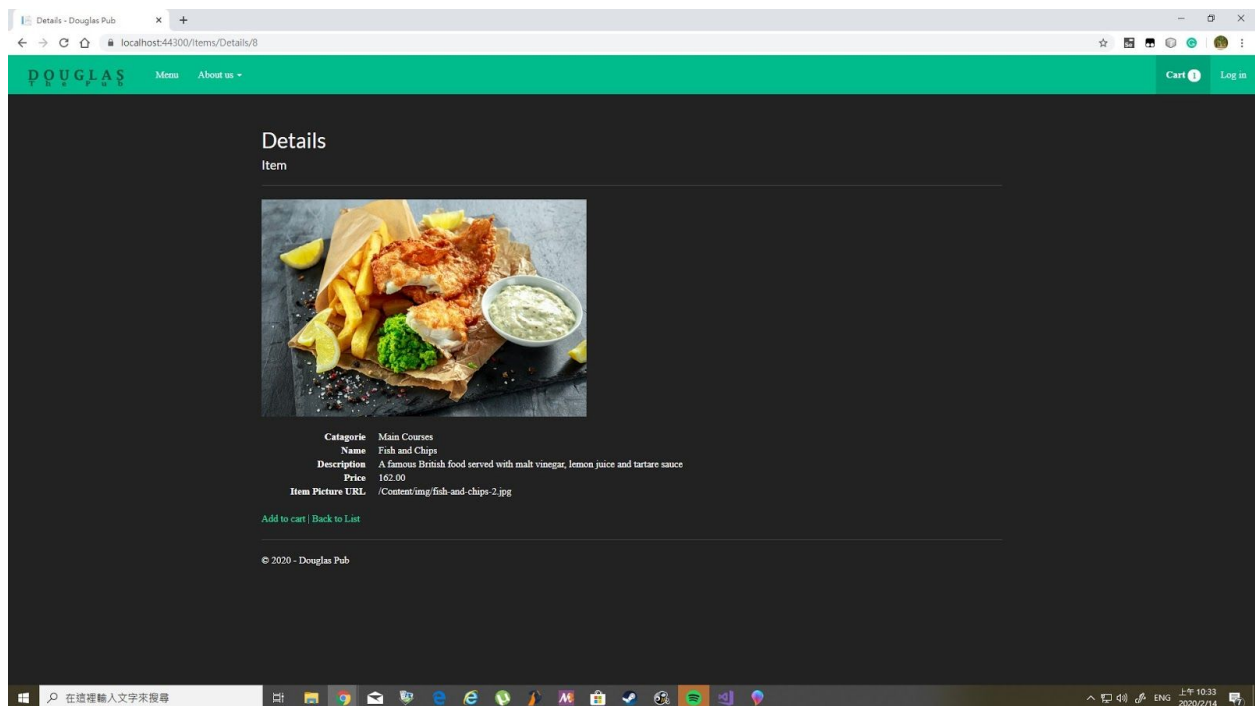 Details - Douglas Pub
localhost:44300/Items/Details/8
DOUGLAS
The Pub
Menu About us
Cart 1 Log in
Details
Item
Catagorie Main Courses
Name Fish and Chips
Description A famous British food served with malt vinegar, lemon juice and tartare sauce
Price 162.00
Item Picture URL /Content/img/fish-and-chips-2.jpg
Add to cart | Back to List
© 2020 - Douglas Pub
在這裡輸入文字來搜尋
ENG
上午 10:33
2020/2/14